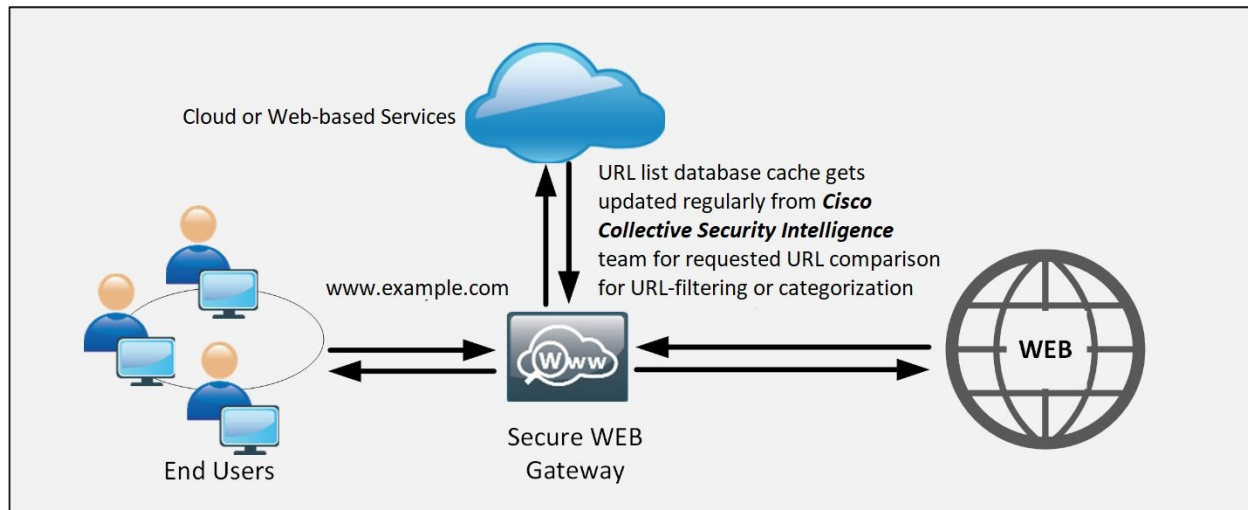 Cloud or Web-based Services
URL list database cache gets
updated regularly from Cisco
Collective Security Intelligence
team for requested URL comparison
for URL-filtering or categorization
www.example.com
Www
WEB
End Users
Secure WEB
Gateway